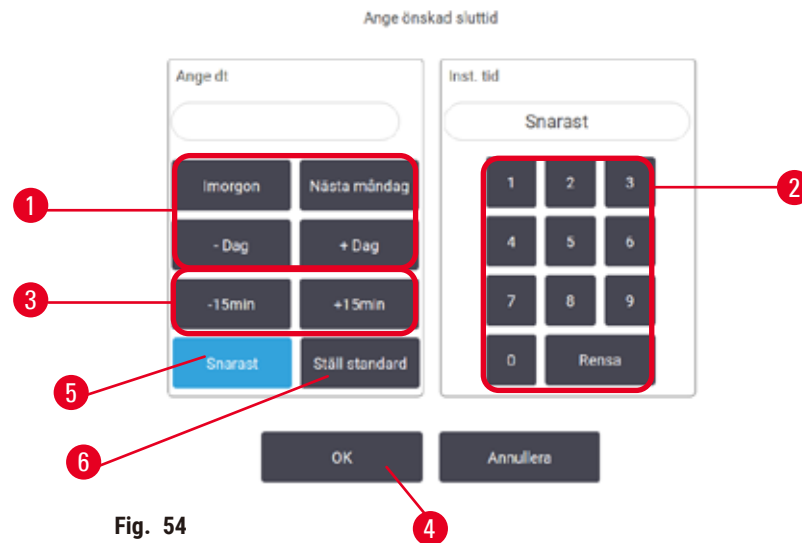 Ange önskad sluttid
Ange dt
Inst. tid
Snarast
Imorgon
Nästa måndag
- Dag
+ Dag
-15min
+15min
Snarast
Ställ standard
1 2 3
4 5 6
7 8 9
0 Rensa
OK
Annullera
1
2
3
5
6
4
Fig. 54